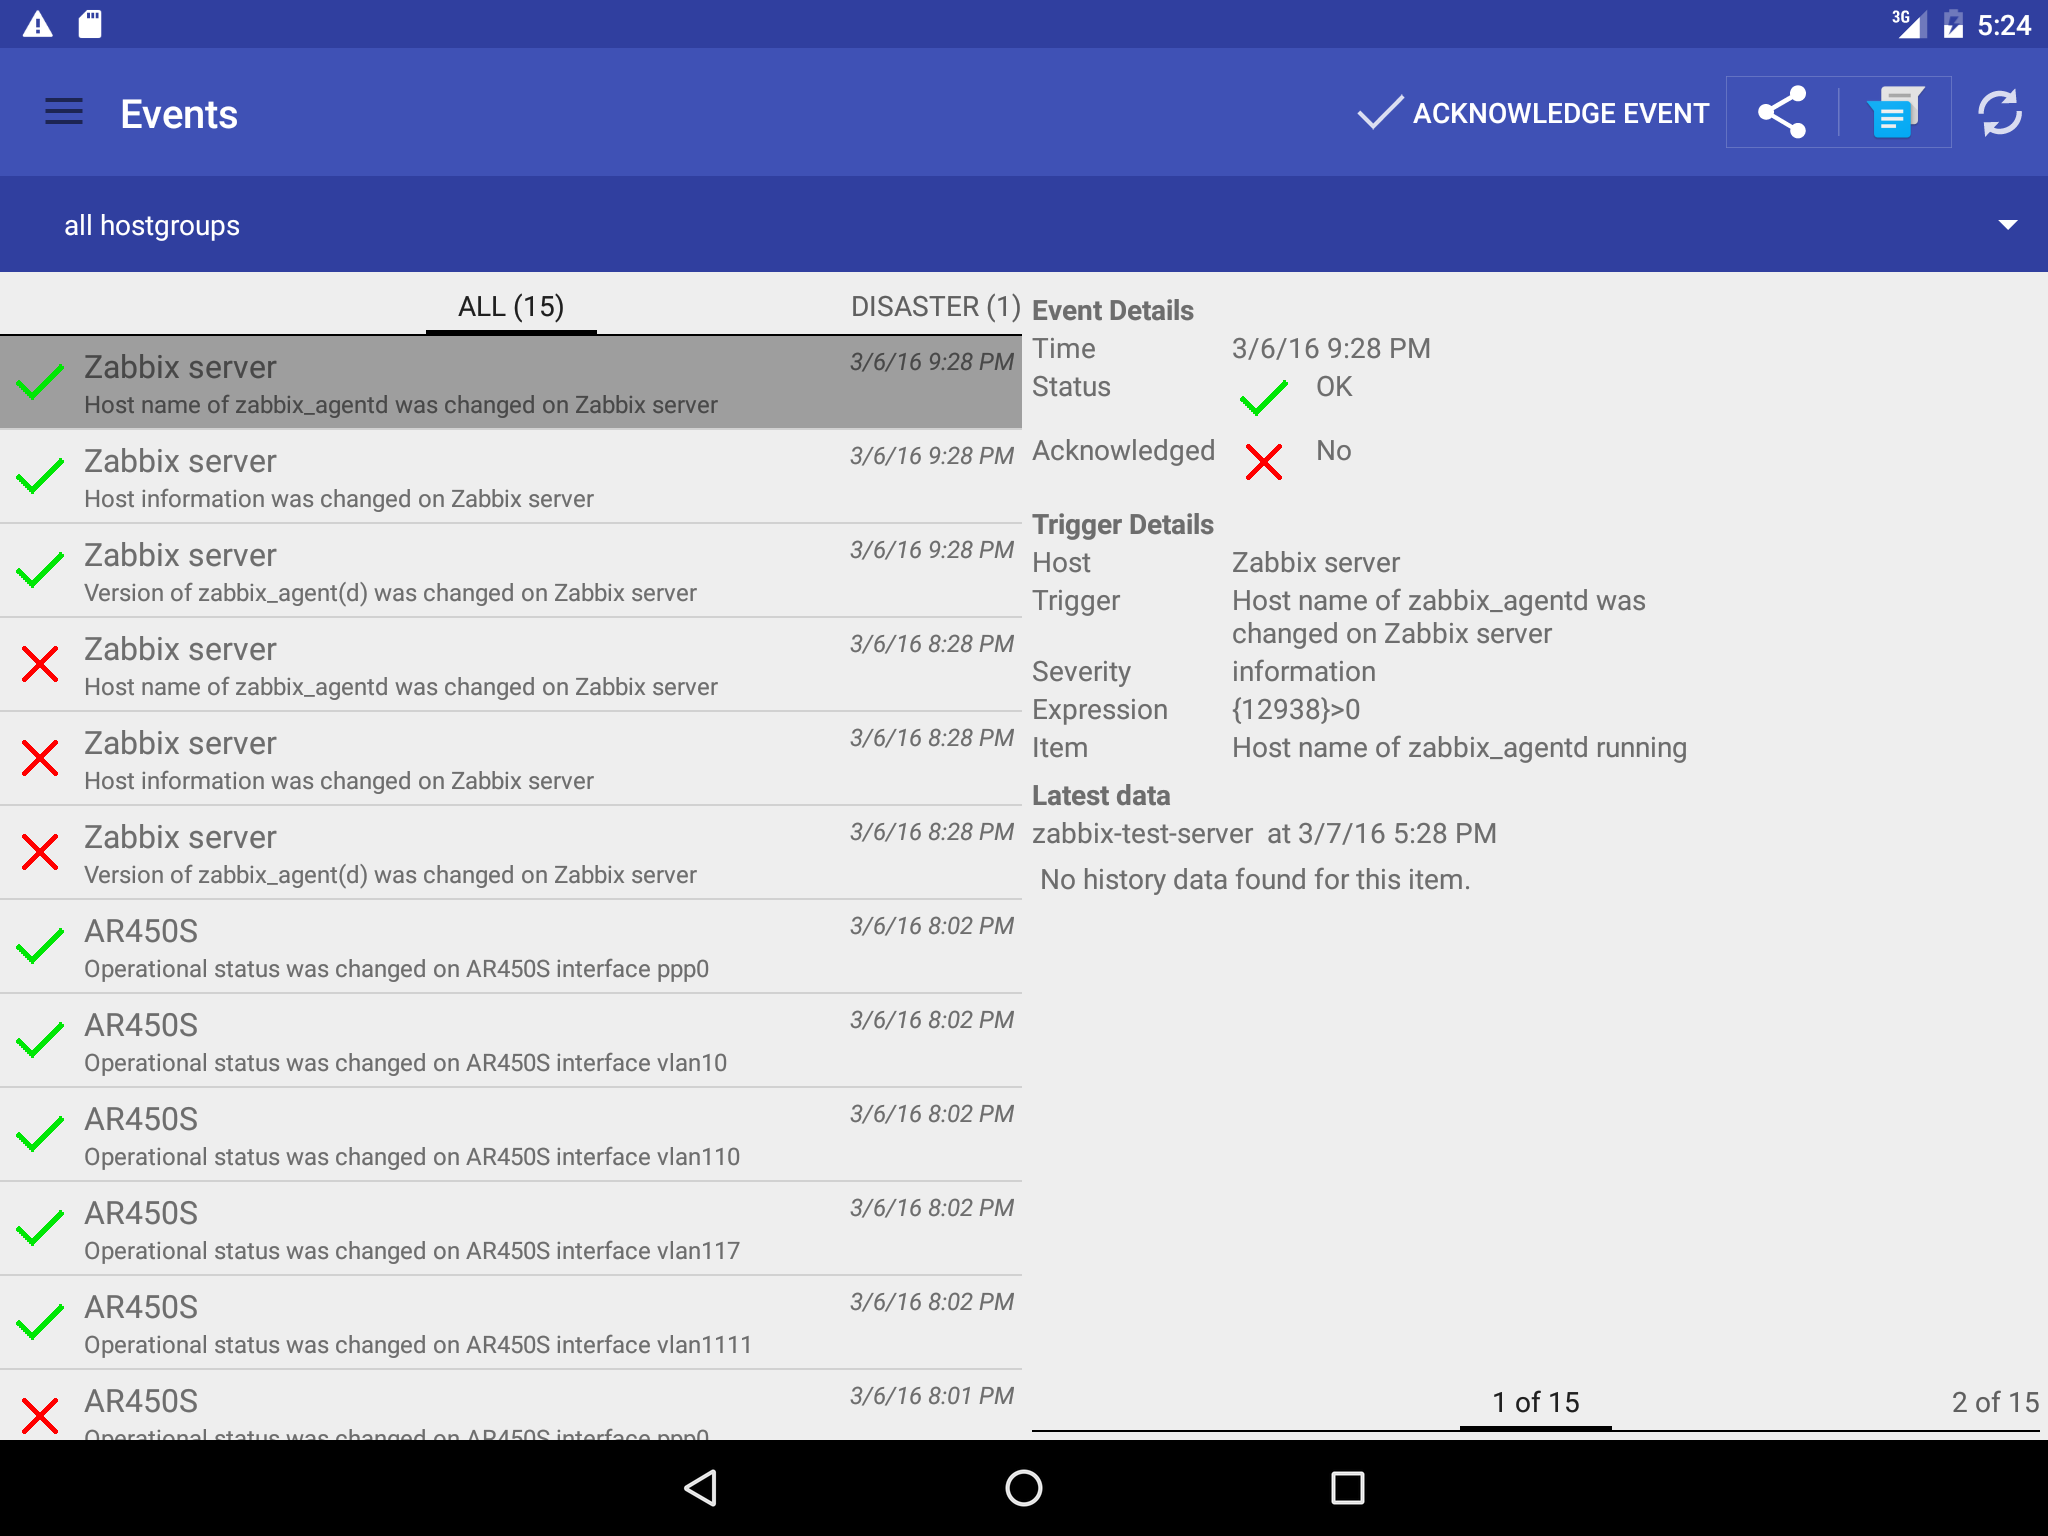 3G 5:24
Events
ACKNOWLEDGE EVENT
all hostgroups
ALL (15)
DISASTER (1)
Zabbix server
3/6/16 9:28 PM
Host name of zabbix_agentd was changed on Zabbix server
Zabbix server
3/6/16 9:28 PM
Host information was changed on Zabbix server
Zabbix server
3/6/16 9:28 PM
Version of zabbix_agent(d) was changed on Zabbix server
Zabbix server
3/6/16 8:28 PM
Host name of zabbix_agentd was changed on Zabbix server
Zabbix server
3/6/16 8:28 PM
Host information was changed on Zabbix server
Zabbix server
3/6/16 8:28 PM
Version of zabbix_agent(d) was changed on Zabbix server
AR450S
3/6/16 8:02 PM
Operational status was changed on AR450S interface ppp0
AR450S
3/6/16 8:02 PM
Operational status was changed on AR450S interface vlan10
AR450S
3/6/16 8:02 PM
Operational status was changed on AR450S interface vlan110
AR450S
3/6/16 8:02 PM
Operational status was changed on AR450S interface vlan117
AR450S
3/6/16 8:02 PM
Operational status was changed on AR450S interface vlan1111
AR450S
3/6/16 8:01 PM
Operational status was changed on AR450S interface ppp0
Event Details
Time 3/6/16 9:28 PM
Status OK
Acknowledged No
Trigger Details
Host Zabbix server
Trigger Host name of zabbix_agentd was
changed on Zabbix server
Severity information
Expression {12938}>0
Item Host name of zabbix_agentd running
Latest data
zabbix-test-server at 3/7/16 5:28 PM
No history data found for this item.
1 of 15
2 of 15